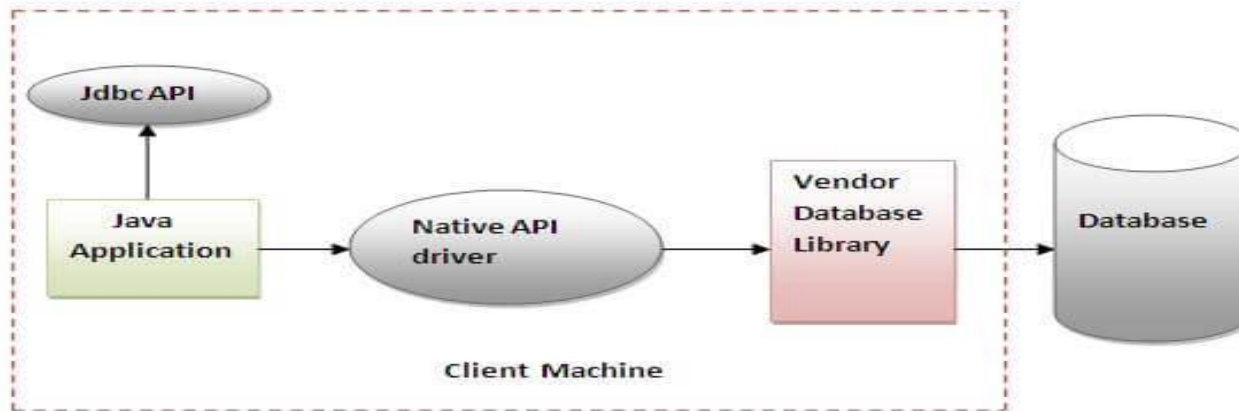 Jdbc API
Java
Application
Native API
driver
Vendor
Database
Library
Database
Client Machine